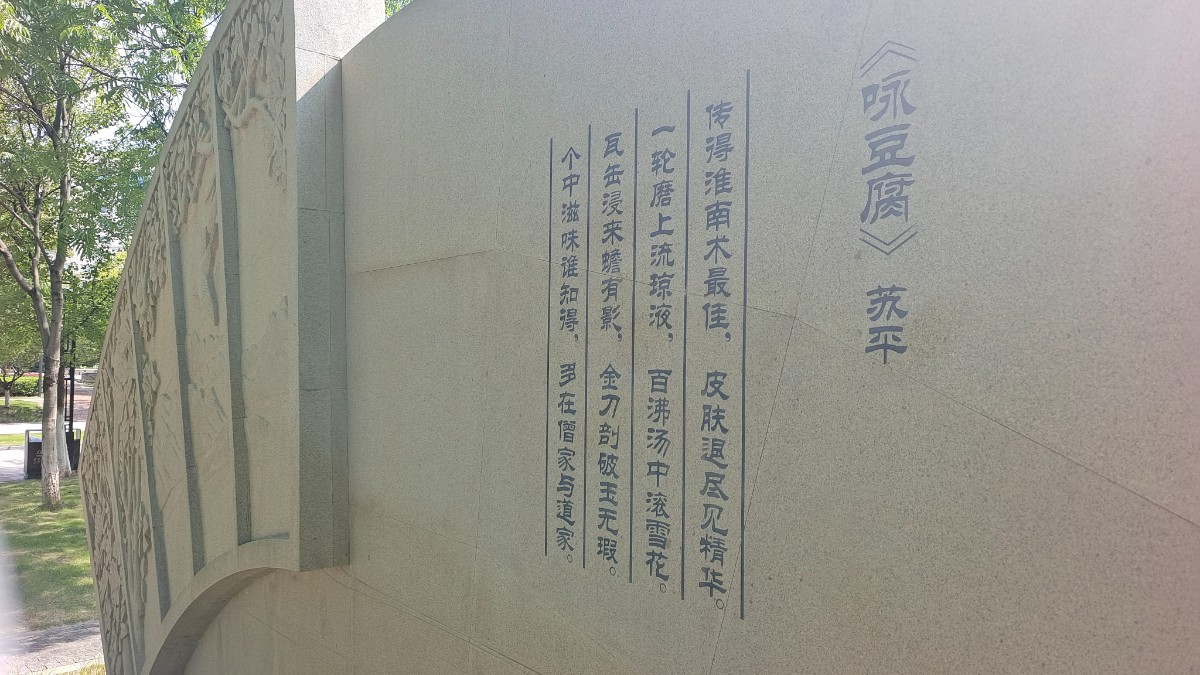 《咏豆腐》 苏平
传得淮南术最佳，皮肤退尽见精华。
一轮磨上流琼液，百沸汤中滚雪花。
瓦缶浸来蟾有影，金刀剖破玉无瑕。
个中滋味谁知得，多在僧家与道家。